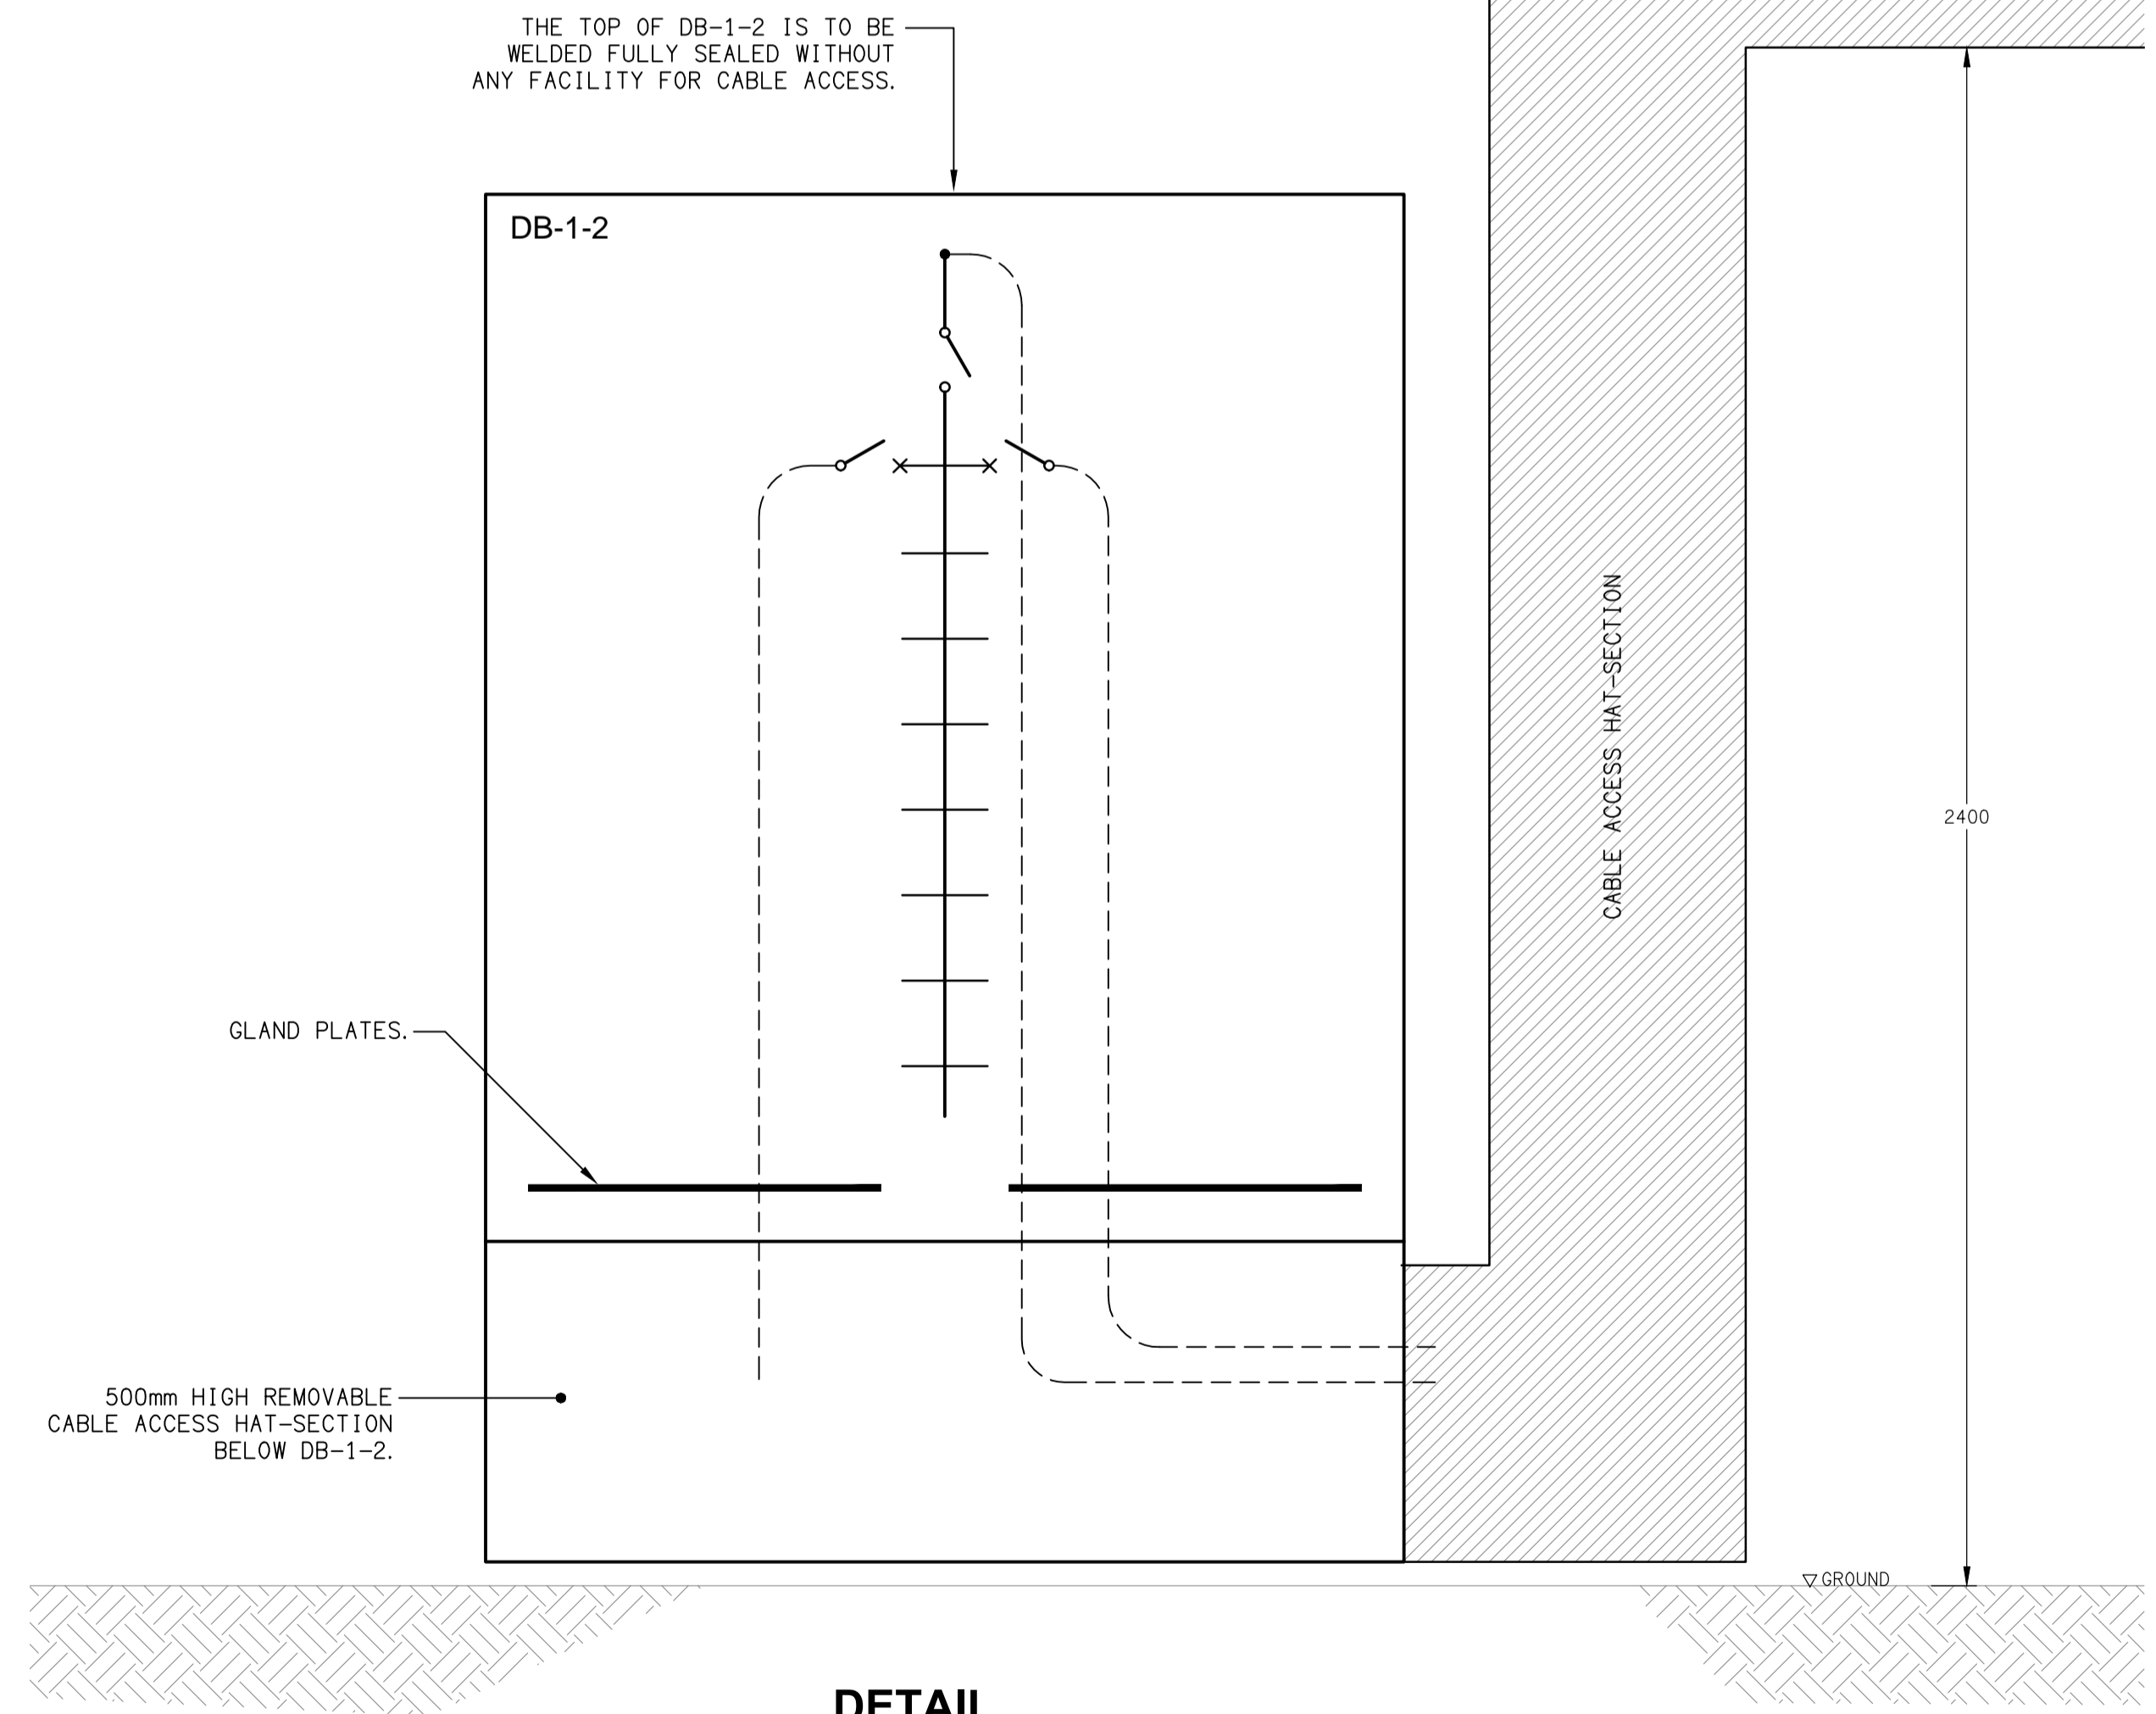 THE TOP OF DB-1-2 IS TO BE
WELDED FULLY SEALED WITHOUT
ANY FACILITY FOR CABLE ACCESS.
DB-1-2
CABLE ACCESS HAT-SECTION
2400
GLAND PLATES.
500mm HIGH REMOVABLE
CABLE ACCESS HAT-SECTION
BELOW DB-1-2.
GROUND
DETAIL